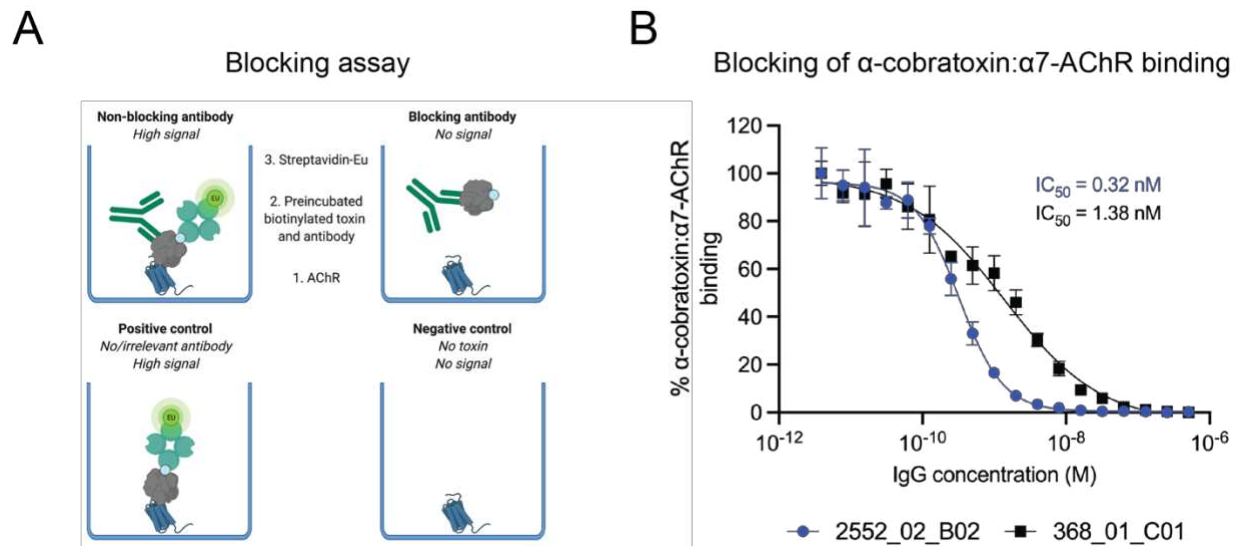 A
Blocking assay
Non-blocking antibody
High signal
3. Streptavidin-Eu
2. Preincubated
biotinylated toxin
and antibody
1. AChR
Blocking antibody
No signal
EU
Positive control
No/irrelevant antibody
High signal
EU
Negative control
No toxin
No signal
B
Blocking of α-cobratoxin:α7-AChR binding
% α-cobratoxin:α7-AChR
binding
120
100
80
60
40
20
0
IC₅₀ = 0.32 nM
IC₅₀ = 1.38 nM
10⁻¹²
10⁻¹⁰
10⁻⁸
10⁻⁶
IgG concentration (M)
2552_02_B02
368_01_C01